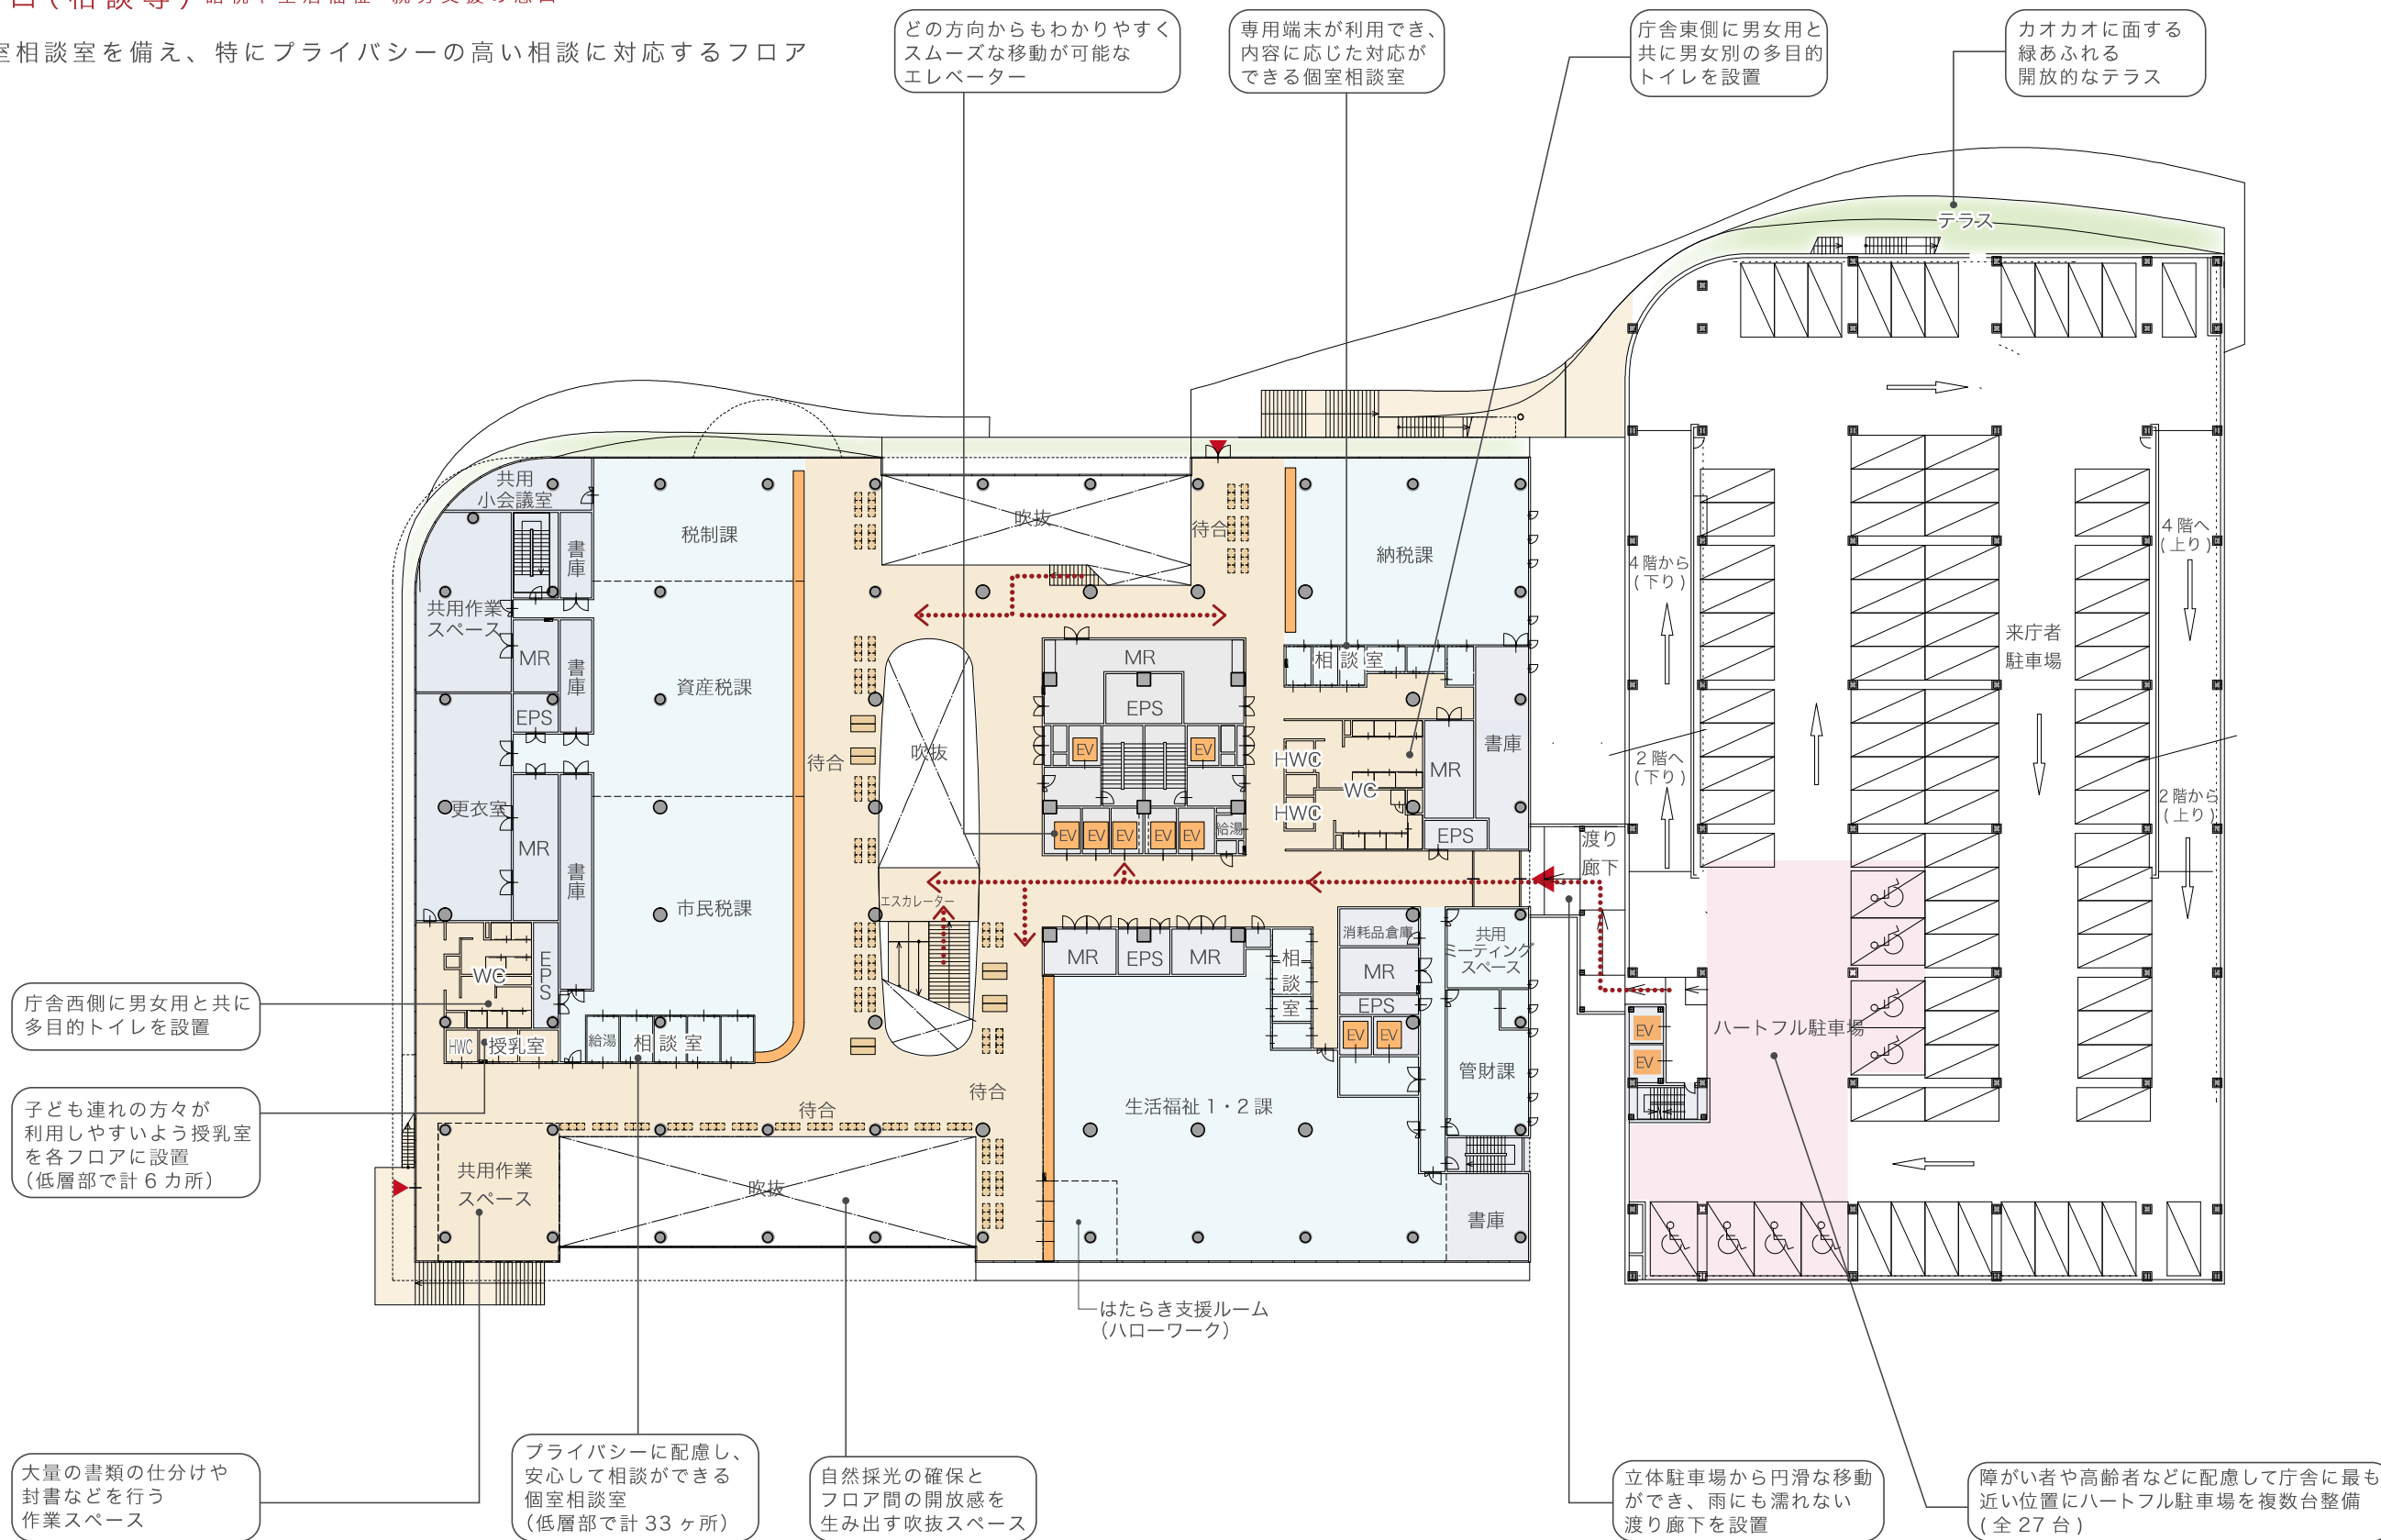 口(相談等)
室相談室を備え、特にプライバシーの高い相談に対応するフロア
どの方向からもわかりやすく
スムーズな移動が可能な
エレベーター
専用端末が利用でき、
内容に応じた対応が
できる個室相談室
庁舎東側に男女用と
共に男女別の多目的
トイレを設置
カオカオに面する
緑あふれる
開放的なテラス
テラス
共用
小会議室
税制課
書庫
吹抜
待合
納税課
共用作業
スペース
MR
書庫
資産税課
EPS
MR
EPS
相談室
EV
EV
吹抜
待合
HWC
HWC
WC
MR
書庫
EPS
更衣室
MR
書庫
EV
EV
EV
EV
EV
給湯
4階から
(下り)
2階へ
(下り)
来庁者
駐車場
4階へ
(上り)
2階から
(上り)
渡り
廊下
市民税課
エスカレーター
WC
EPS
HWC
授乳室
給湯
相談室
MR
EPS
MR
相談室
消耗品倉庫
MR
EPS
EV
EV
共用
ミーティング
スペース
管財課
EV
EV
ハートフル駐車場
待合
待合
生活福祉1・2課
共用作業
スペース
吹抜
書庫
はたらき支援ルーム
(ハローワーク)
庁舎西側に男女用と共に
多目的トイレを設置
子ども連れの方々が
利用しやすいよう授乳室
を各フロアに設置
(低層部で計6カ所)
大量の書類の仕分けや
封書などを行う
作業スペース
プライバシーに配慮し、
安心して相談ができる
個室相談室
(低層部で計33ヶ所)
自然採光の確保と
フロア間の開放感を
生み出す吹抜スペース
立体駐車場から円滑な移動
ができ、雨にも濡れない
渡り廊下を設置
障がい者や高齢者などに配慮して庁舎に最も
近い位置にハートフル駐車場を複数台整備
(全27台)